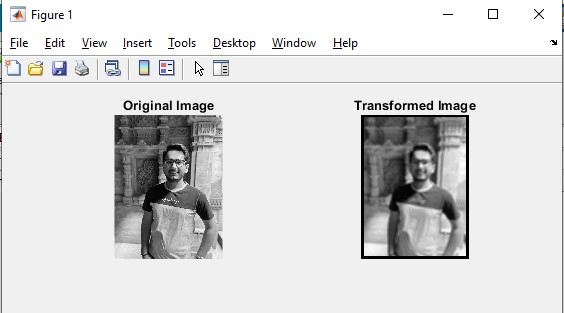 Figure 1
File Edit View Insert Tools Desktop Window Help
Original Image Transformed Image